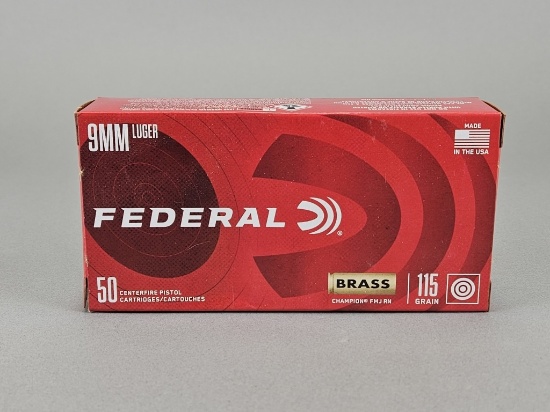 9MM LUGER
MADE
IN THE USA
FEDERAL
®
50 CENTERFIRE PISTOL
CARTRIDGES/CARTOUCHES
BRASS
CHAMPION® FMJ RN
115
GRAIN